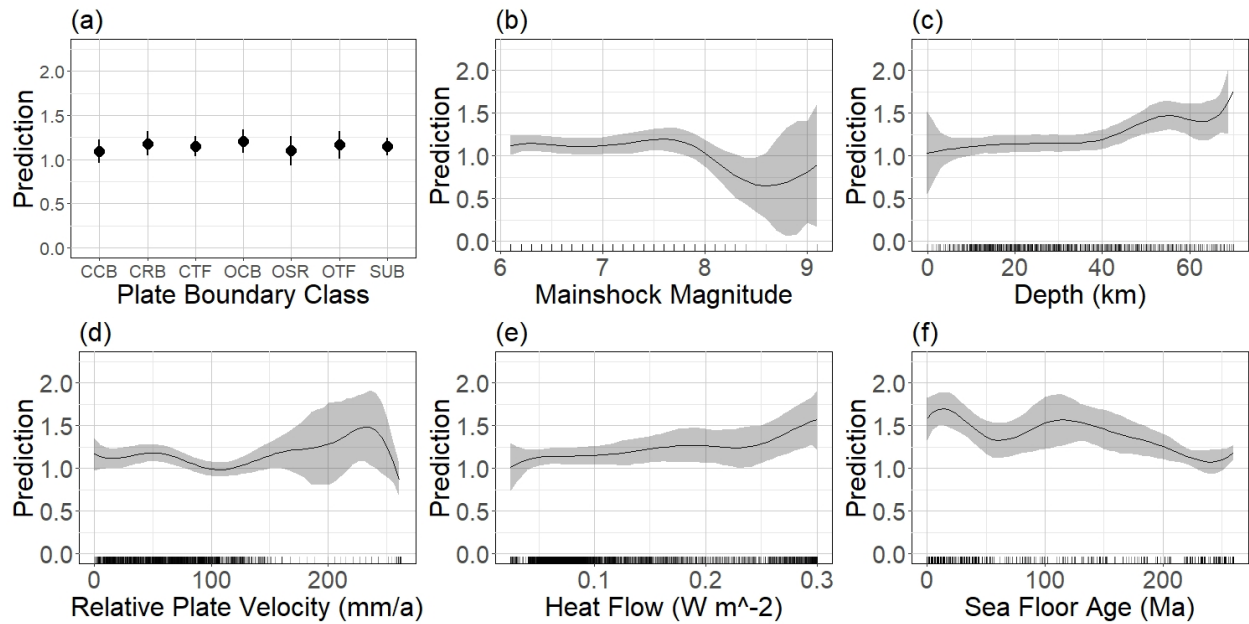 (a)
Prediction
2.0
1.5
1.0
0.5
0.0
CCB CRB CTF OCB OSR OTF SUB
Plate Boundary Class
(b)
Prediction
2.0
1.5
1.0
0.5
0.0
6 7 8 9
Mainshock Magnitude
(c)
Prediction
2.0
1.5
1.0
0.5
0.0
0 20 40 60
Depth (km)
(d)
Prediction
2.0
1.5
1.0
0.5
0.0
0 100 200
Relative Plate Velocity (mm/a)
(e)
Prediction
2.0
1.5
1.0
0.5
0.0
0.1 0.2 0.3
Heat Flow (W m^-2)
(f)
Prediction
2.0
1.5
1.0
0.5
0.0
0 100 200
Sea Floor Age (Ma)